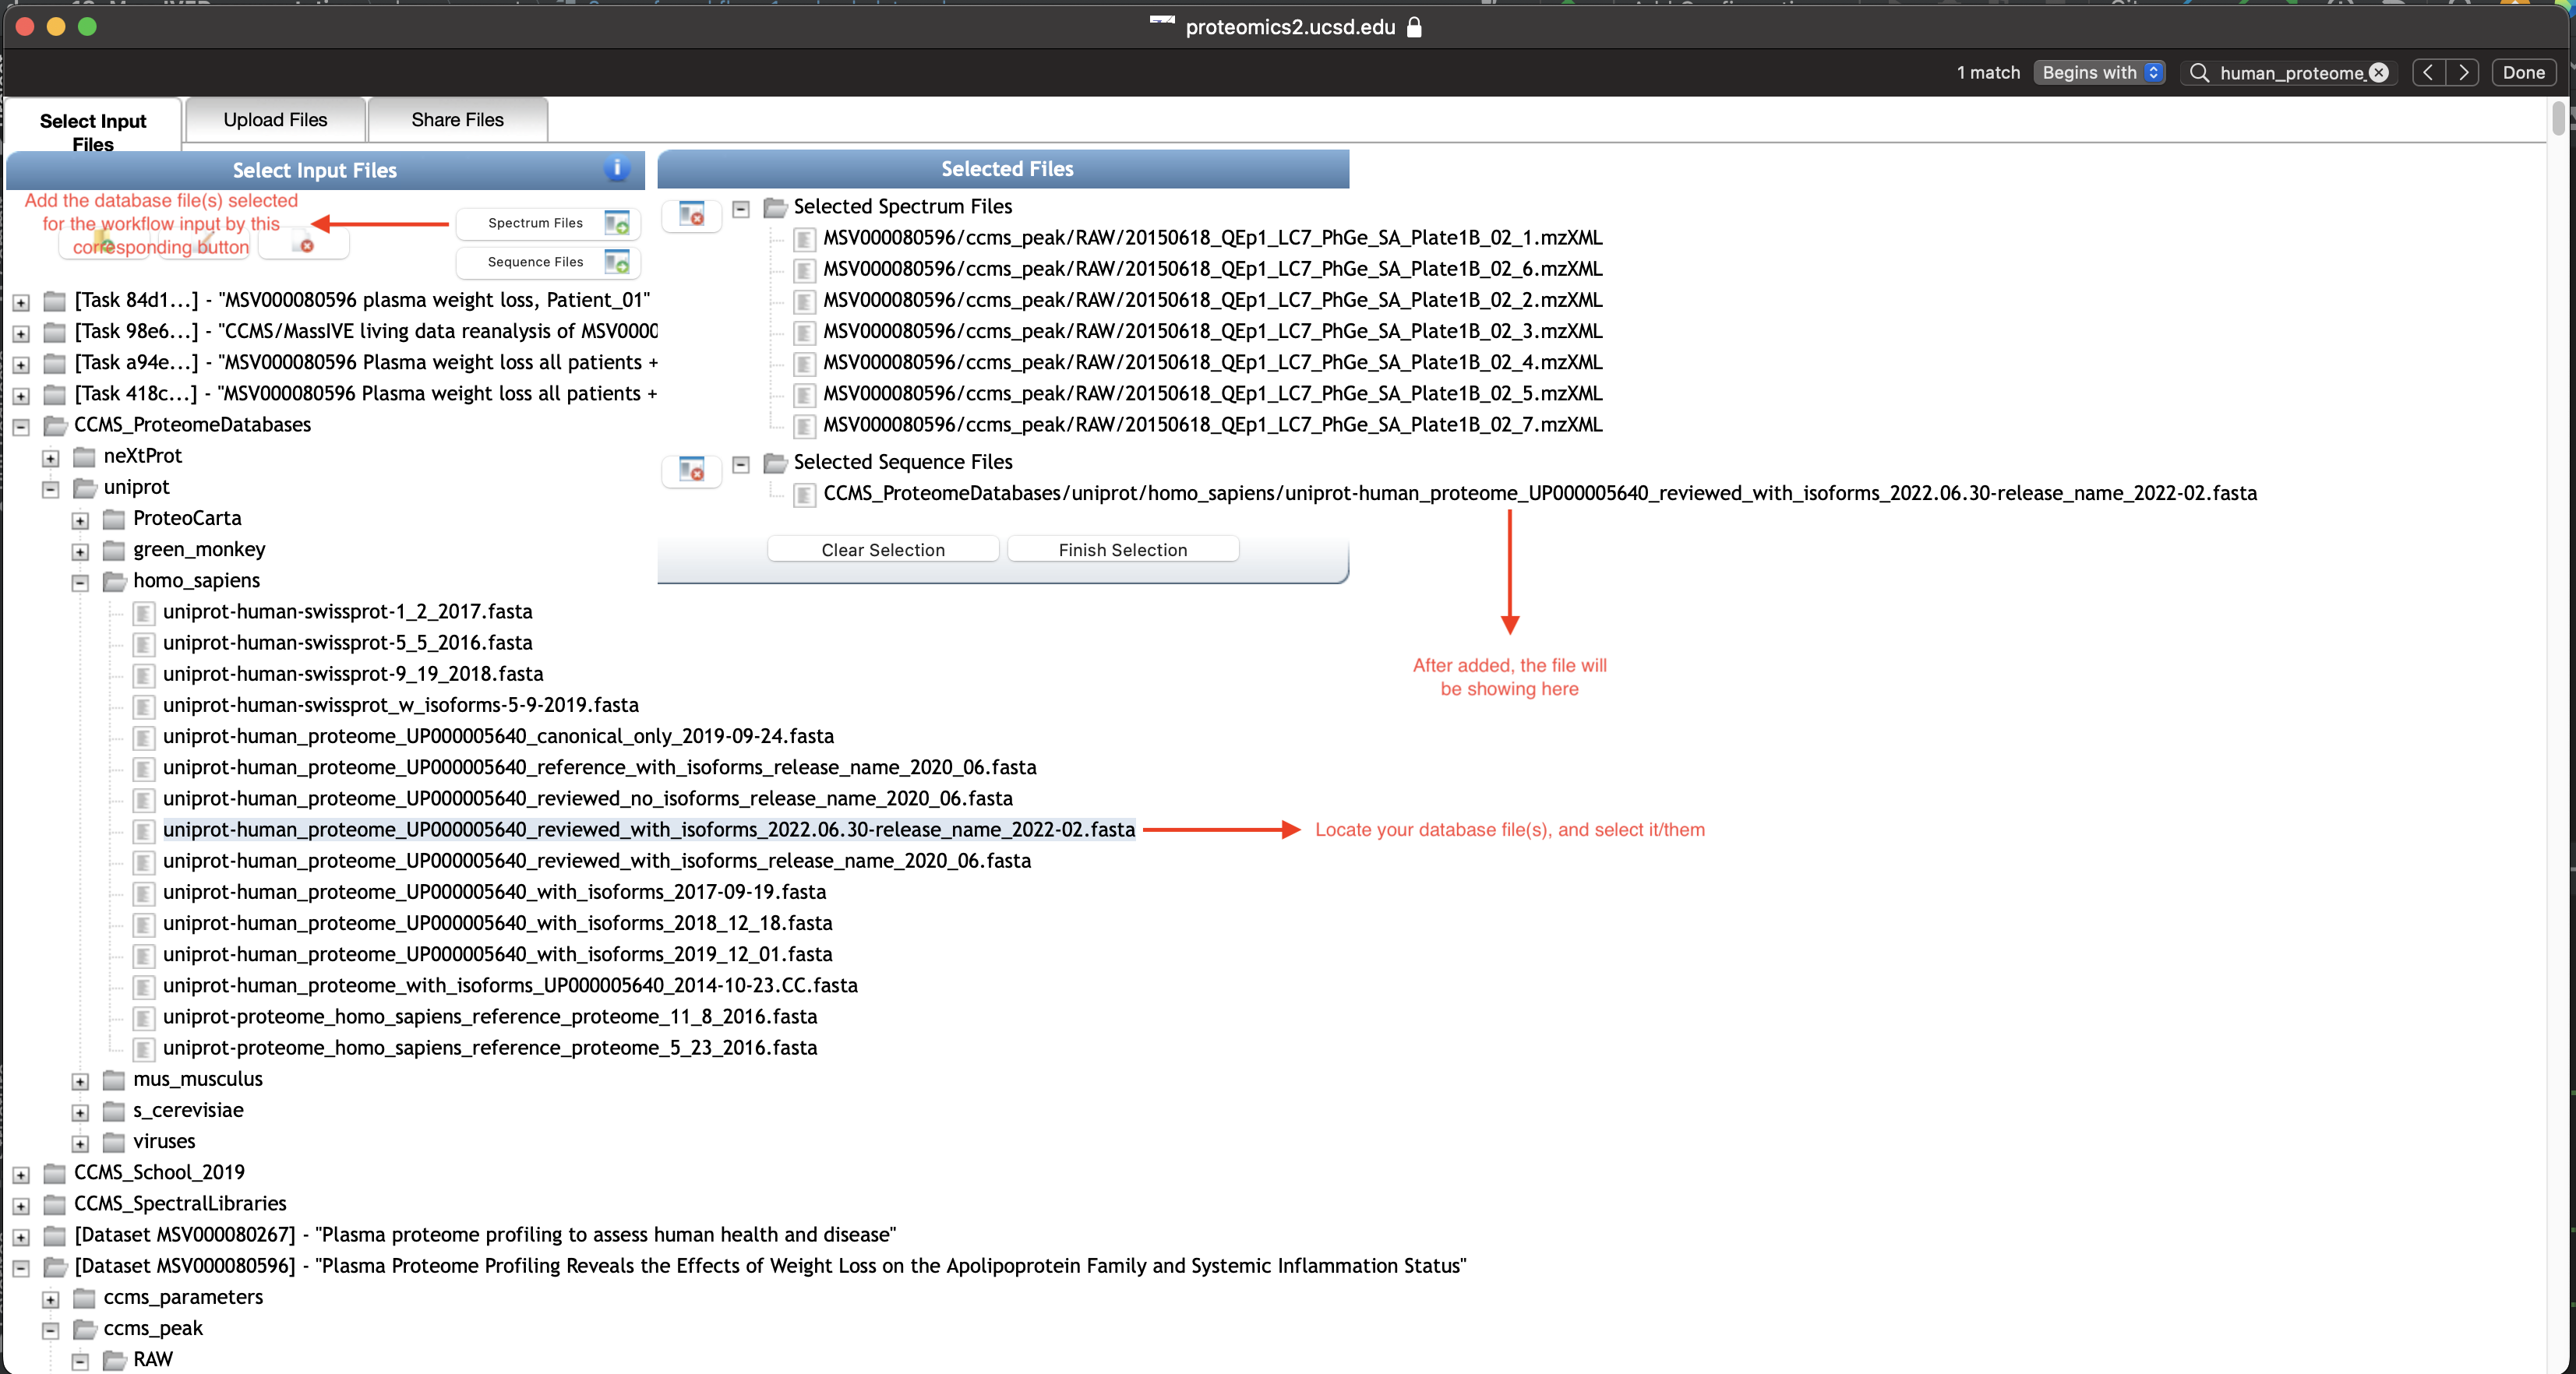 proteomics2.ucsd.edu
1 match
Begins with
human_proteome_
Done
Select Input
Files
Upload Files
Share Files
Select Input Files
Selected Files
Add the database file(s) selected
for the workflow input by this
corresponding button
Spectrum Files
Sequence Files
[Task 84d1...] - "MSV000080596 plasma weight loss, Patient_01"
[Task 98e6...] - "CCMS/MassIVE living data reanalysis of MSV0000
[Task a94e...] - "MSV000080596 Plasma weight loss all patients +
[Task 418c...] - "MSV000080596 Plasma weight loss all patients +
CCMS_ProteomeDatabases
neXtProt
uniprot
ProteoCarta
green_monkey
homo_sapiens
uniprot-human-swissprot-1_2_2017.fasta
uniprot-human-swissprot-5_5_2016.fasta
uniprot-human-swissprot-9_19_2018.fasta
uniprot-human-swissprot_w_isoforms-5-9-2019.fasta
uniprot-human_proteome_UP000005640_canonical_only_2019-09-24.fasta
uniprot-human_proteome_UP000005640_reference_with_isoforms_release_name_2020_06.fasta
uniprot-human_proteome_UP000005640_reviewed_no_isoforms_release_name_2020_06.fasta
uniprot-human_proteome_UP000005640_reviewed_with_isoforms_2022.06.30-release_name_2022-02.fasta
uniprot-human_proteome_UP000005640_reviewed_with_isoforms_release_name_2020_06.fasta
uniprot-human_proteome_UP000005640_with_isoforms_2017-09-19.fasta
uniprot-human_proteome_UP000005640_with_isoforms_2018_12_18.fasta
uniprot-human_proteome_UP000005640_with_isoforms_2019_12_01.fasta
uniprot-human_proteome_with_isoforms_UP000005640_2014-10-23.CC.fasta
uniprot-proteome_homo_sapiens_reference_proteome_11_8_2016.fasta
uniprot-proteome_homo_sapiens_reference_proteome_5_23_2016.fasta
mus_musculus
s_cerevisiae
viruses
CCMS_School_2019
CCMS_SpectralLibraries
[Dataset MSV000080267] - "Plasma proteome profiling to assess human health and disease"
[Dataset MSV000080596] - "Plasma Proteome Profiling Reveals the Effects of Weight Loss on the Apolipoprotein Family and Systemic Inflammation Status"
ccms_parameters
ccms_peak
RAW
Selected Spectrum Files
MSV000080596/ccms_peak/RAW/20150618_QEp1_LC7_PhGe_SA_Plate1B_02_1.mzXML
MSV000080596/ccms_peak/RAW/20150618_QEp1_LC7_PhGe_SA_Plate1B_02_6.mzXML
MSV000080596/ccms_peak/RAW/20150618_QEp1_LC7_PhGe_SA_Plate1B_02_2.mzXML
MSV000080596/ccms_peak/RAW/20150618_QEp1_LC7_PhGe_SA_Plate1B_02_3.mzXML
MSV000080596/ccms_peak/RAW/20150618_QEp1_LC7_PhGe_SA_Plate1B_02_4.mzXML
MSV000080596/ccms_peak/RAW/20150618_QEp1_LC7_PhGe_SA_Plate1B_02_5.mzXML
MSV000080596/ccms_peak/RAW/20150618_QEp1_LC7_PhGe_SA_Plate1B_02_7.mzXML
Selected Sequence Files
CCMS_ProteomeDatabases/uniprot/homo_sapiens/uniprot-human_proteome_UP000005640_reviewed_with_isoforms_2022.06.30-release_name_2022-02.fasta
Clear Selection
Finish Selection
After added, the file will
be showing here
Locate your database file(s), and select it/them